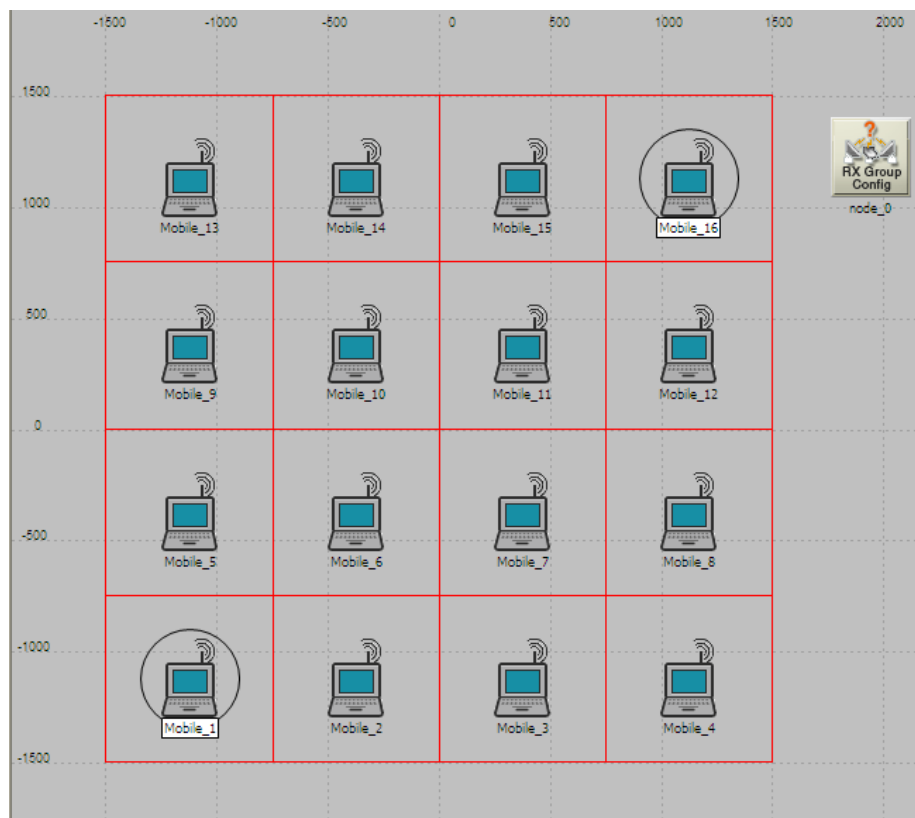 -1500 -1000 -500 0 500 1000 1500 2000
1500
RX Group
Config
1000
node_0
Mobile_13 Mobile_14 Mobile_15 Mobile_16
500
Mobile_9 Mobile_10 Mobile_11 Mobile_12
0
-500
Mobile_5 Mobile_6 Mobile_7 Mobile_8
-1000
Mobile_1 Mobile_2 Mobile_3 Mobile_4
-1500